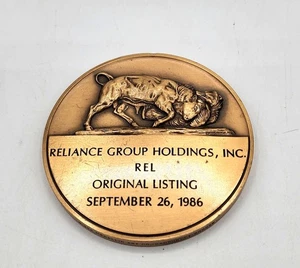 RELIANCE GROUP HOLDINGS, INC.
REL
ORIGINAL LISTING
SEPTEMBER 26, 1986